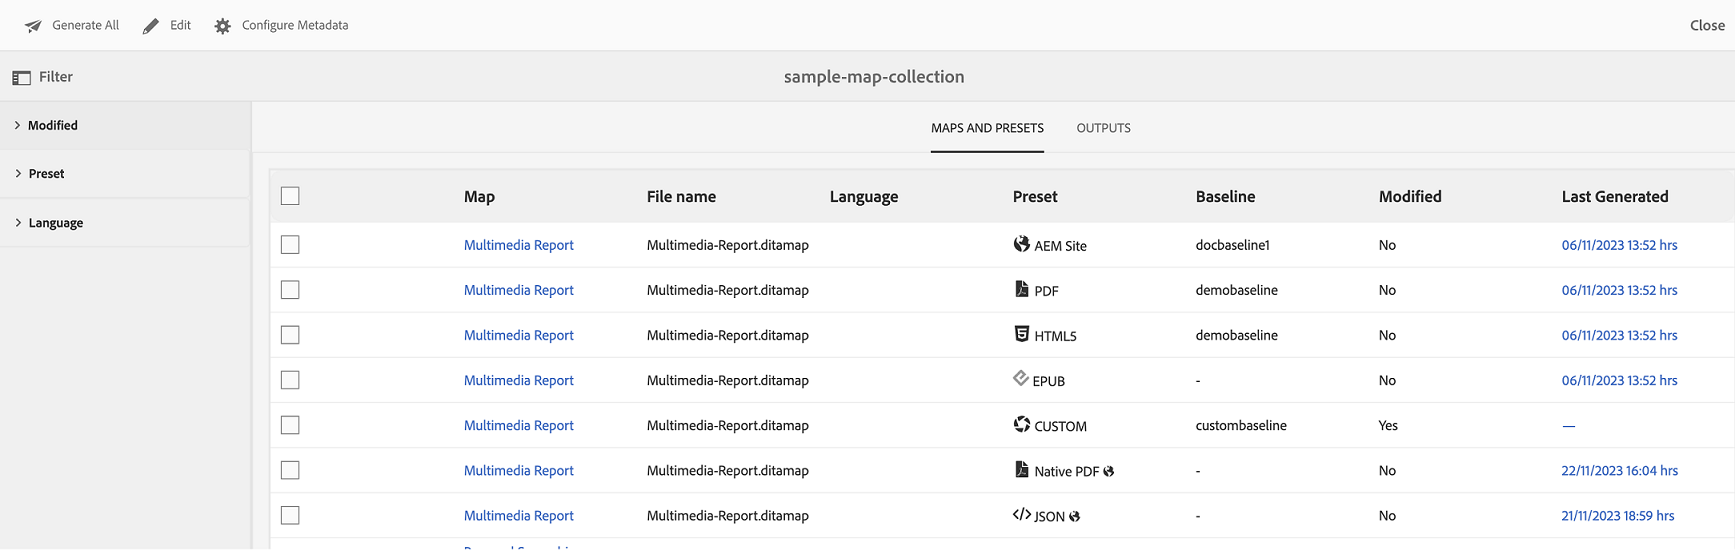 Generate All Edit Configure Metadata Close
Filter sample-map-collection
Modified
Preset
Language
MAPS AND PRESETS OUTPUTS
Map File name Language Preset Baseline Modified Last Generated
Multimedia Report Multimedia-Report.ditamap AEM Site docbaseline1 No 06/11/2023 13:52 hrs
Multimedia Report Multimedia-Report.ditamap PDF demobaseline No 06/11/2023 13:52 hrs
Multimedia Report Multimedia-Report.ditamap HTML5 demobaseline No 06/11/2023 13:52 hrs
Multimedia Report Multimedia-Report.ditamap EPUB - No 06/11/2023 13:52 hrs
Multimedia Report Multimedia-Report.ditamap CUSTOM custombaseline Yes —
Multimedia Report Multimedia-Report.ditamap Native PDF - No 22/11/2023 16:04 hrs
Multimedia Report Multimedia-Report.ditamap </> JSON - No 21/11/2023 18:59 hrs